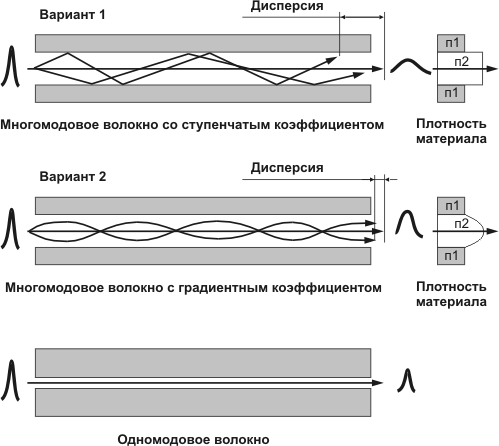 Вариант 1
Дисперсия
п1
п2
п1
Многомодовое волокно со ступенчатым коэффициентом
Плотность
материала
Вариант 2
Дисперсия
п1
п2
п1
Многомодовое волокно с градиентным коэффициентом
Плотность
материала
Одномодовое волокно